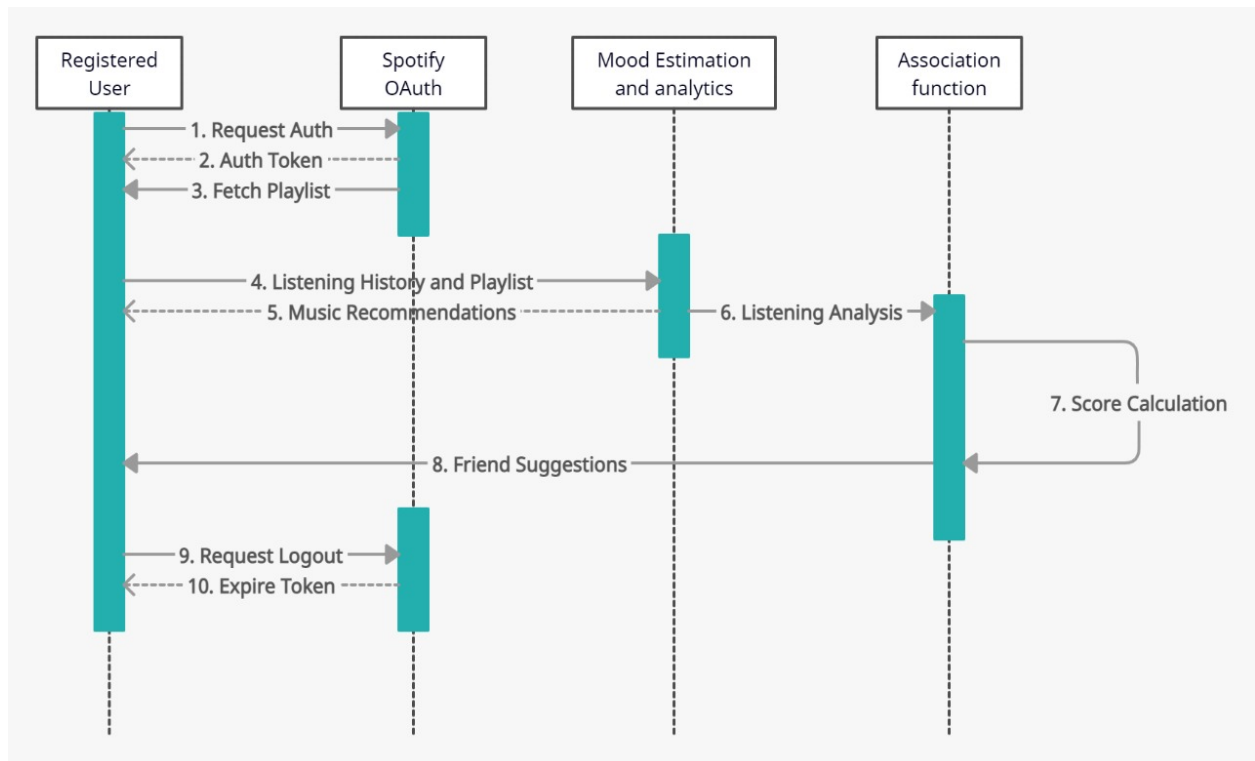 Registered
User
Spotify
OAuth
Mood Estimation
and analytics
Association
function
1. Request Auth
2. Auth Token
3. Fetch Playlist
4. Listening History and Playlist
5. Music Recommendations
6. Listening Analysis
7. Score Calculation
8. Friend Suggestions
9. Request Logout
10. Expire Token